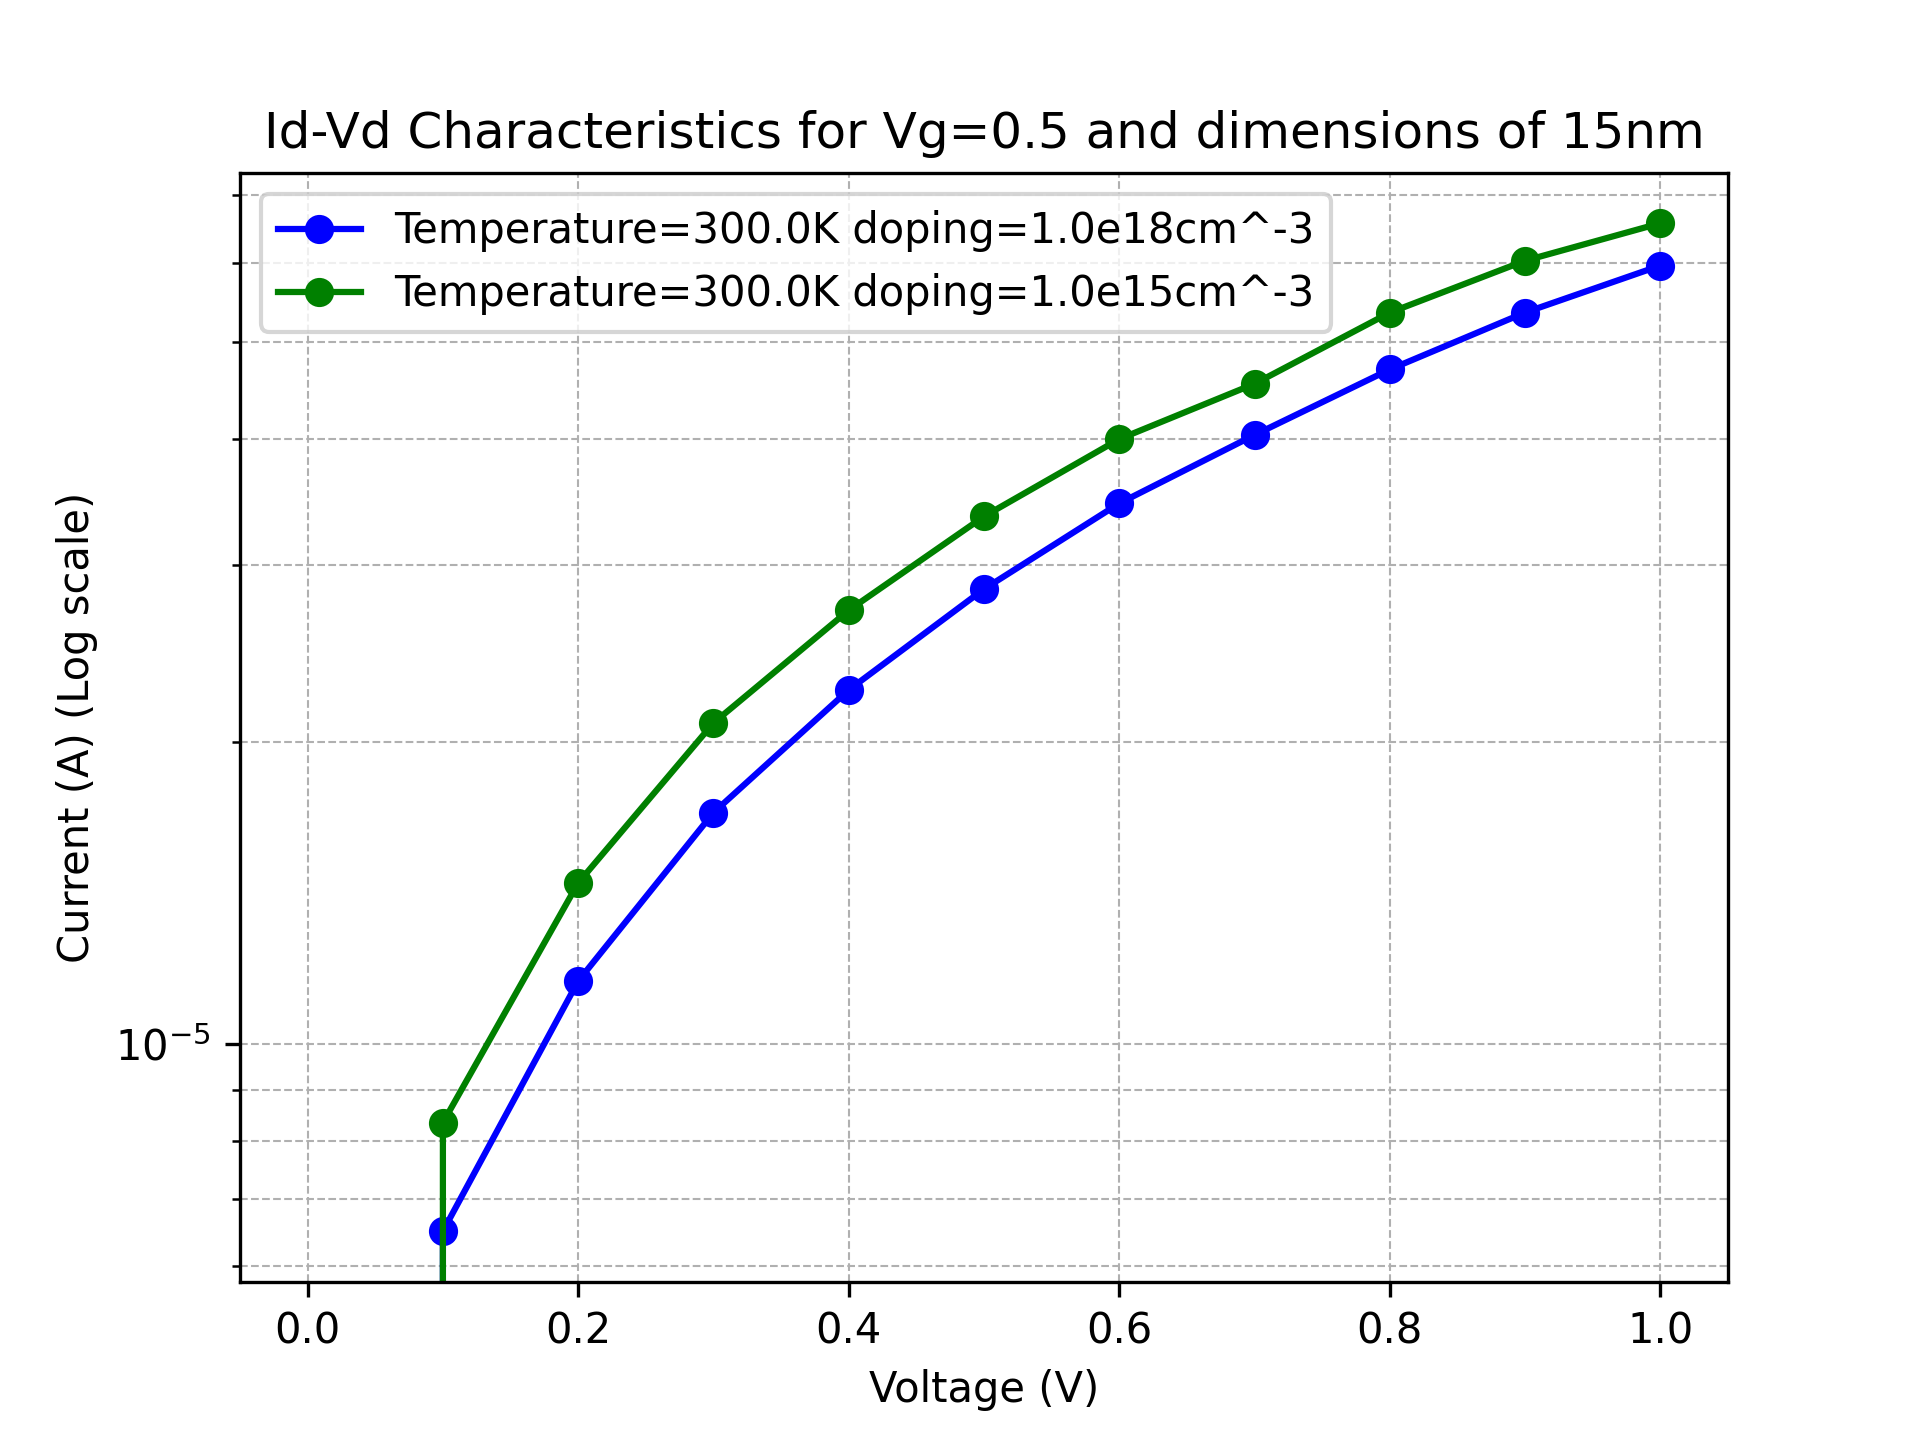 Id-Vd Characteristics for Vg=0.5 and dimensions of 15nm
Temperature=300.0K doping=1.0e18cm^-3
Temperature=300.0K doping=1.0e15cm^-3
Current (A) (Log scale)
10⁻⁵
0.0 0.2 0.4 0.6 0.8 1.0
Voltage (V)